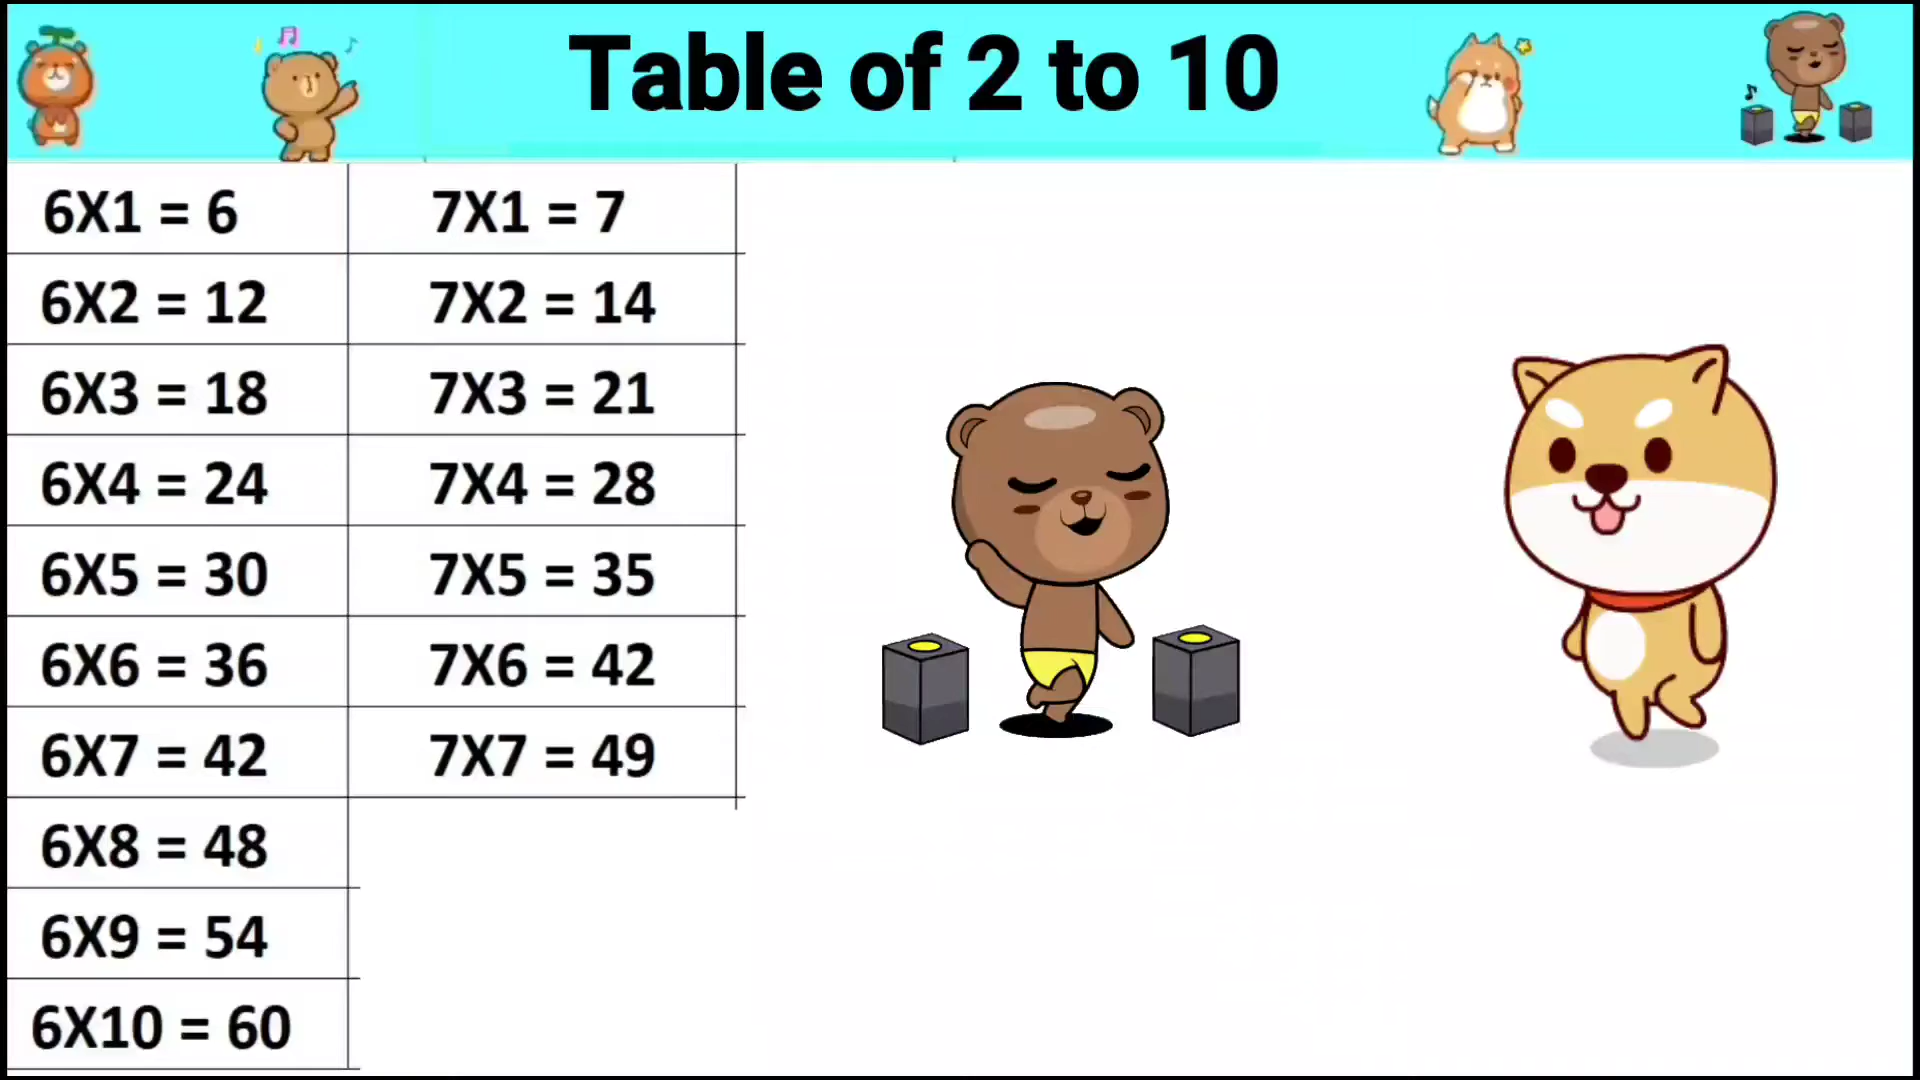 Table of 2 to 10
6X1 = 6
6X2 = 12
6X3 = 18
6X4 = 24
6X5 = 30
6X6 = 36
6X7 = 42
6X8 = 48
6X9 = 54
6X10 = 60
7X1 = 7
7X2 = 14
7X3 = 21
7X4 = 28
7X5 = 35
7X6 = 42
7X7 = 49